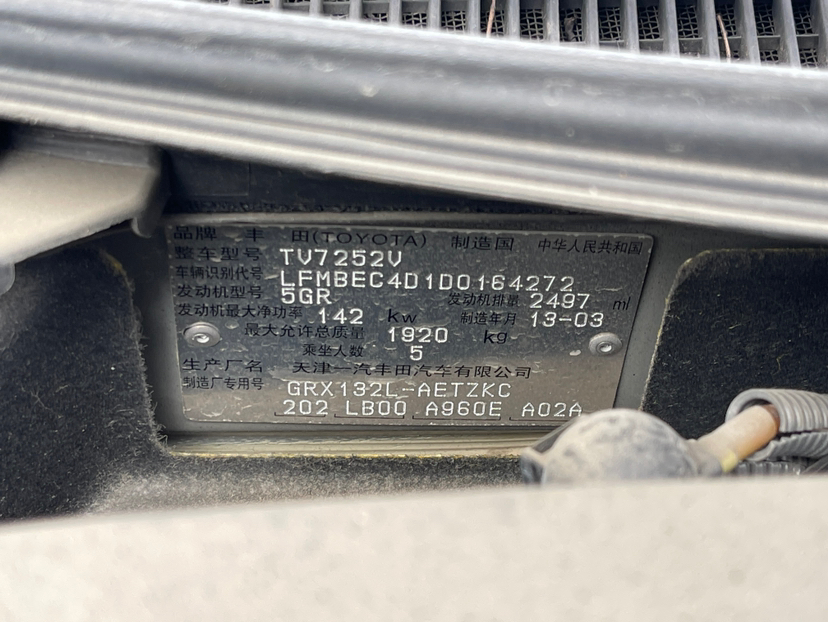 品牌 丰 田(TOYOTA) 制造国 中华人民共和国
整车型号 TV7252V
车辆识别代号 LFMBEC4D1D0164272
发动机型号 5GR 发动机排量 2497 ml
发动机最大净功率 142 kw 制造年月 13-03
最大允许总质量 1920 kg
乘坐人数 5
生产厂名 天津一汽丰田汽车有限公司
制造厂专用号 GRX132L-AETZKC
202 LB00 A960E A02A